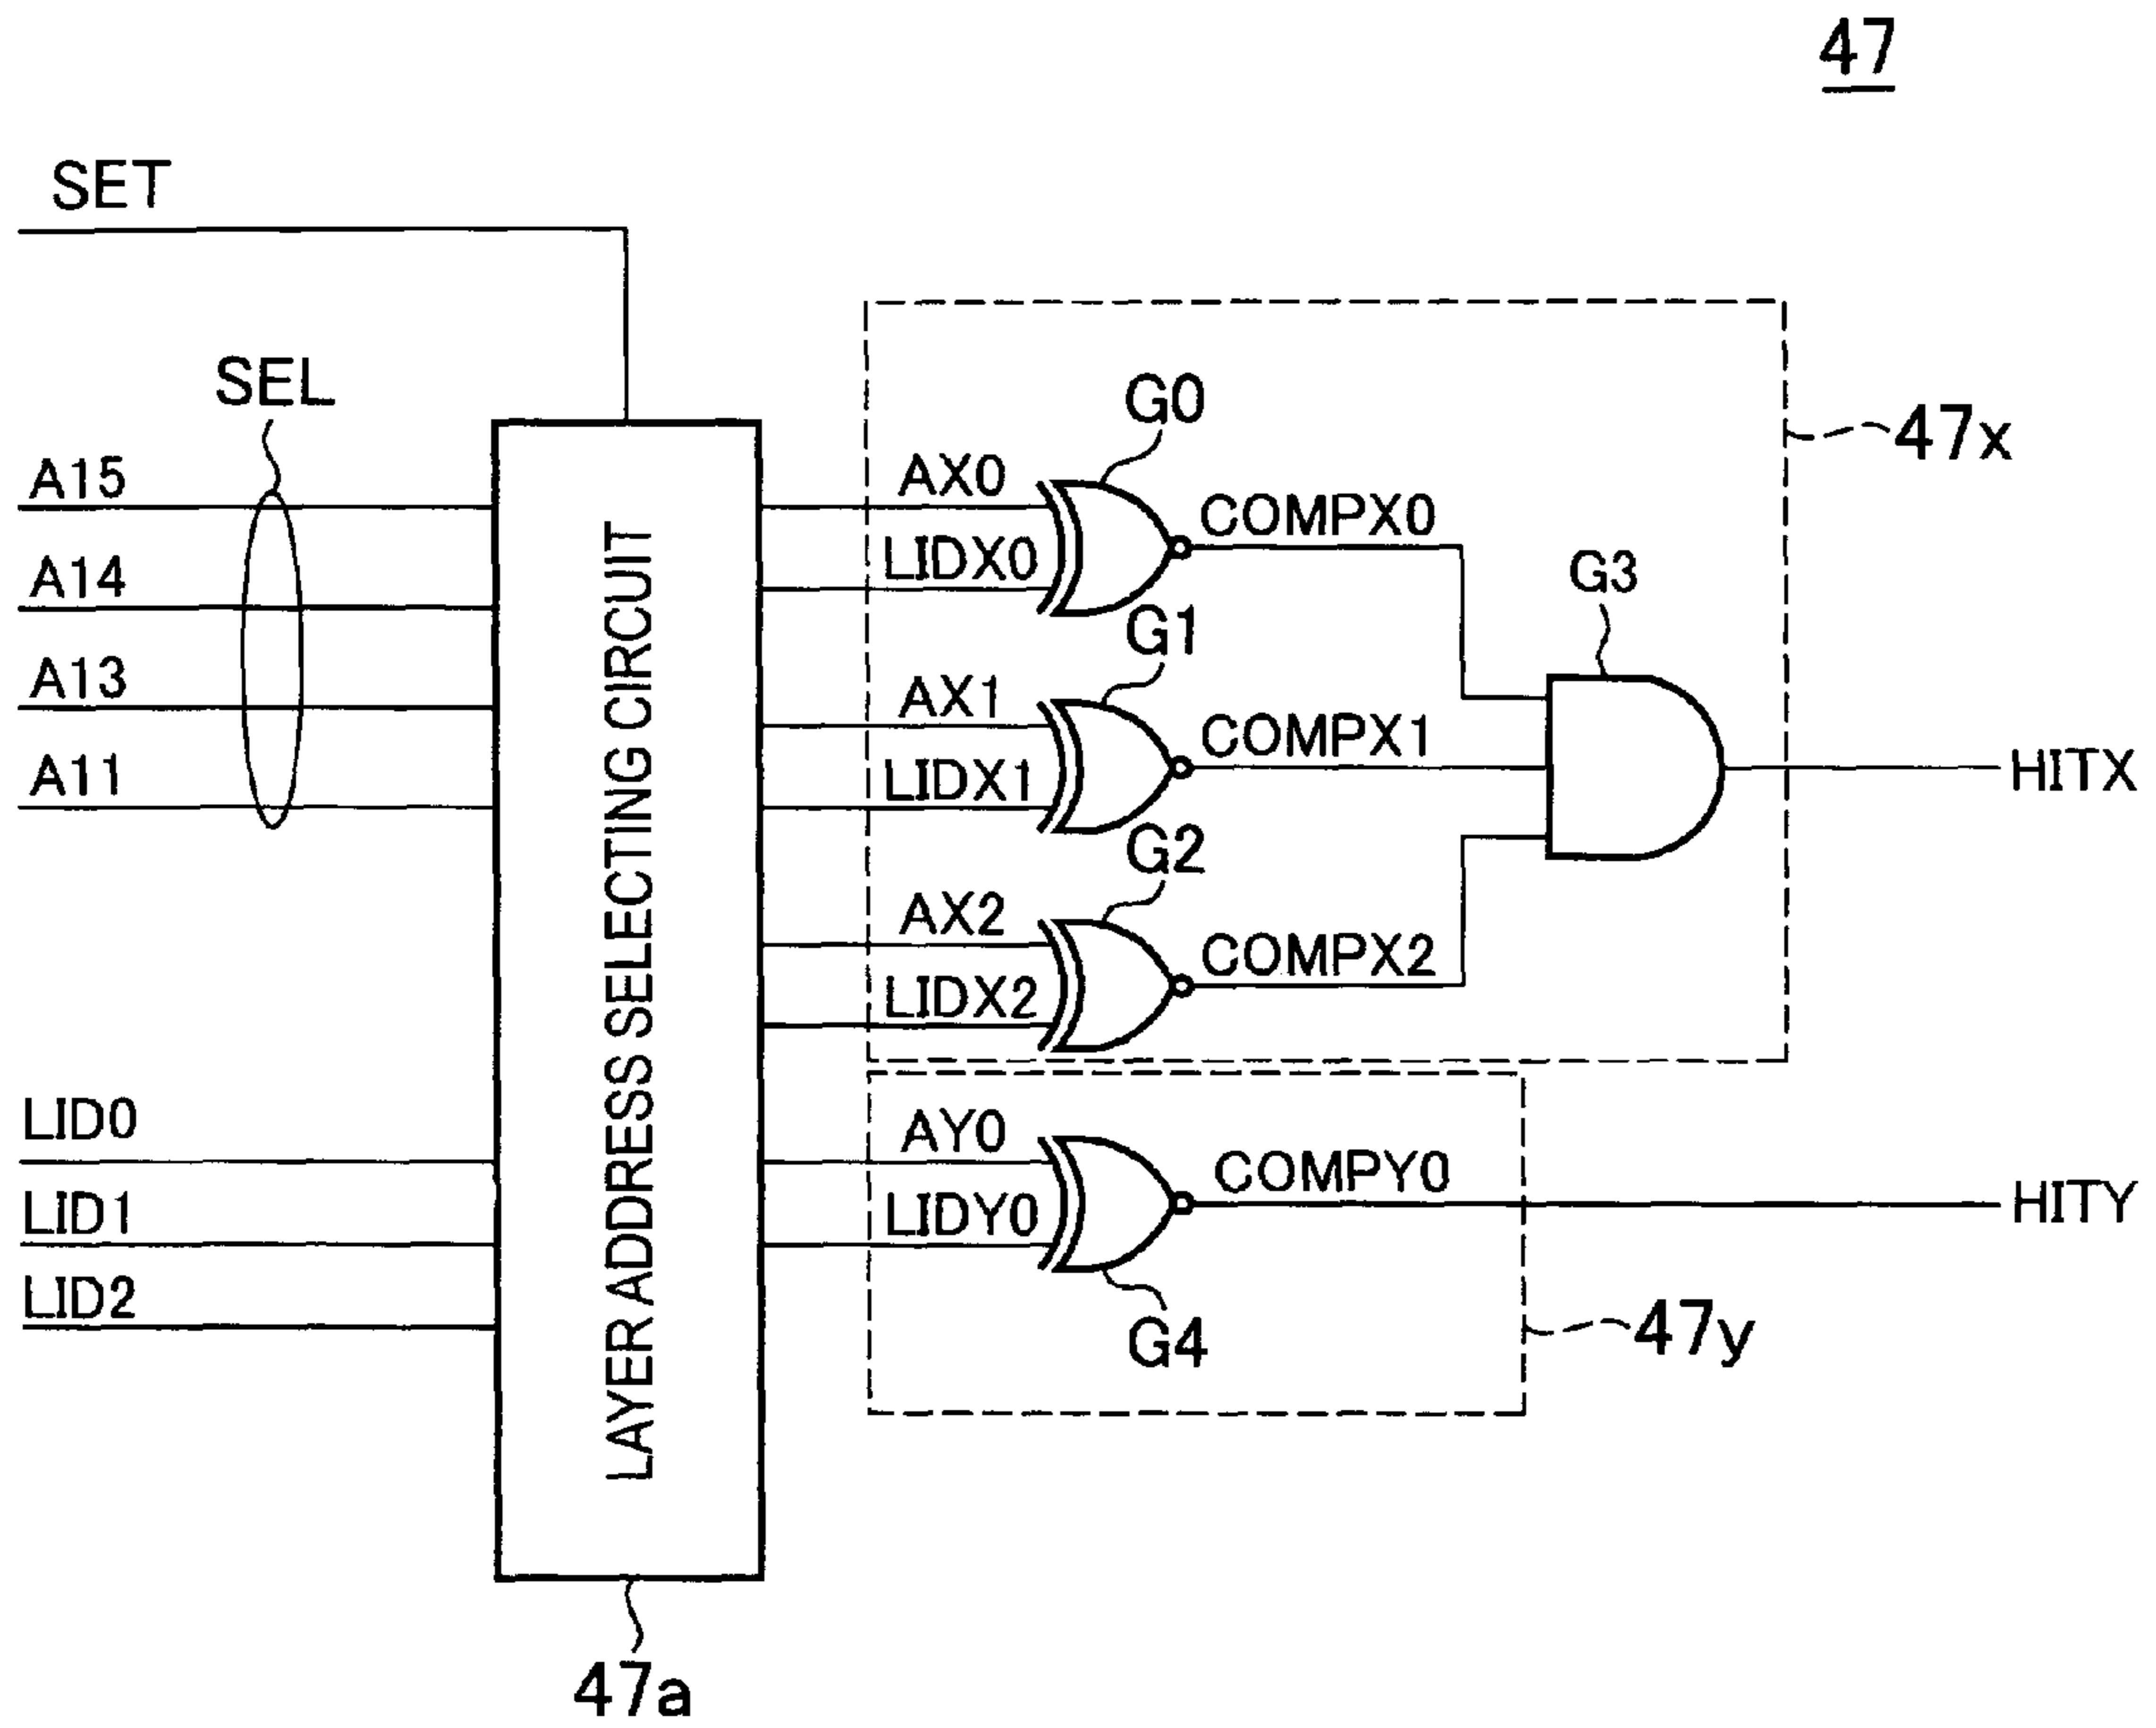 47
SET
SEL
A15
A14
A13
A11
LID0
LID1
LID2
LAYER ADDRESS SELECTING CIRCUIT
47a
AX0
LIDX0
G0
COMPX0
AX1
LIDX1
G1
COMPX1
AX2
LIDX2
G2
COMPX2
G3
47x
HITX
AY0
LIDY0
G4
COMPY0
47y
HITY